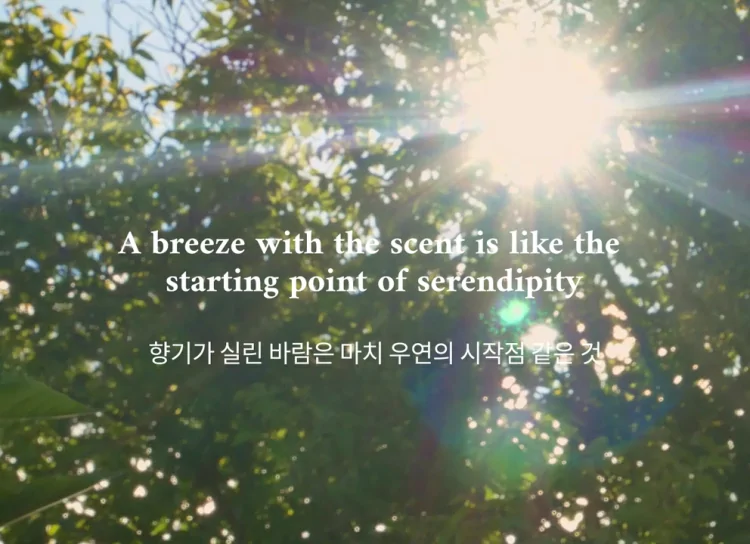 A breeze with the scent is like the
starting point of serendipity
향기가 실린 바람은 마치 우연의 시작점 같은 것